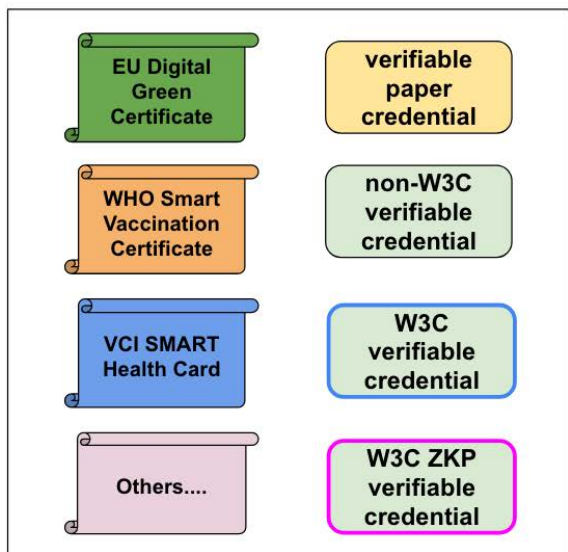 EU Digital
Green
Certificate
verifiable
paper
credential
WHO Smart
Vaccination
Certificate
non-W3C
verifiable
credential
VCI SMART
Health Card
W3C
verifiable
credential
Others....
W3C ZKP
verifiable
credential